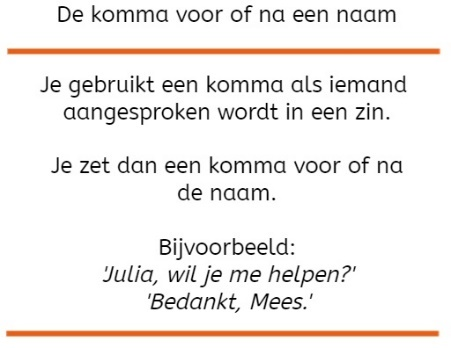 De komma voor of na een naam
Je gebruikt een komma als iemand
aangesproken wordt in een zin.
Je zet dan een komma voor of na
de naam.
Bijvoorbeeld:
'Julia, wil je me helpen?'
'Bedankt, Mees.'